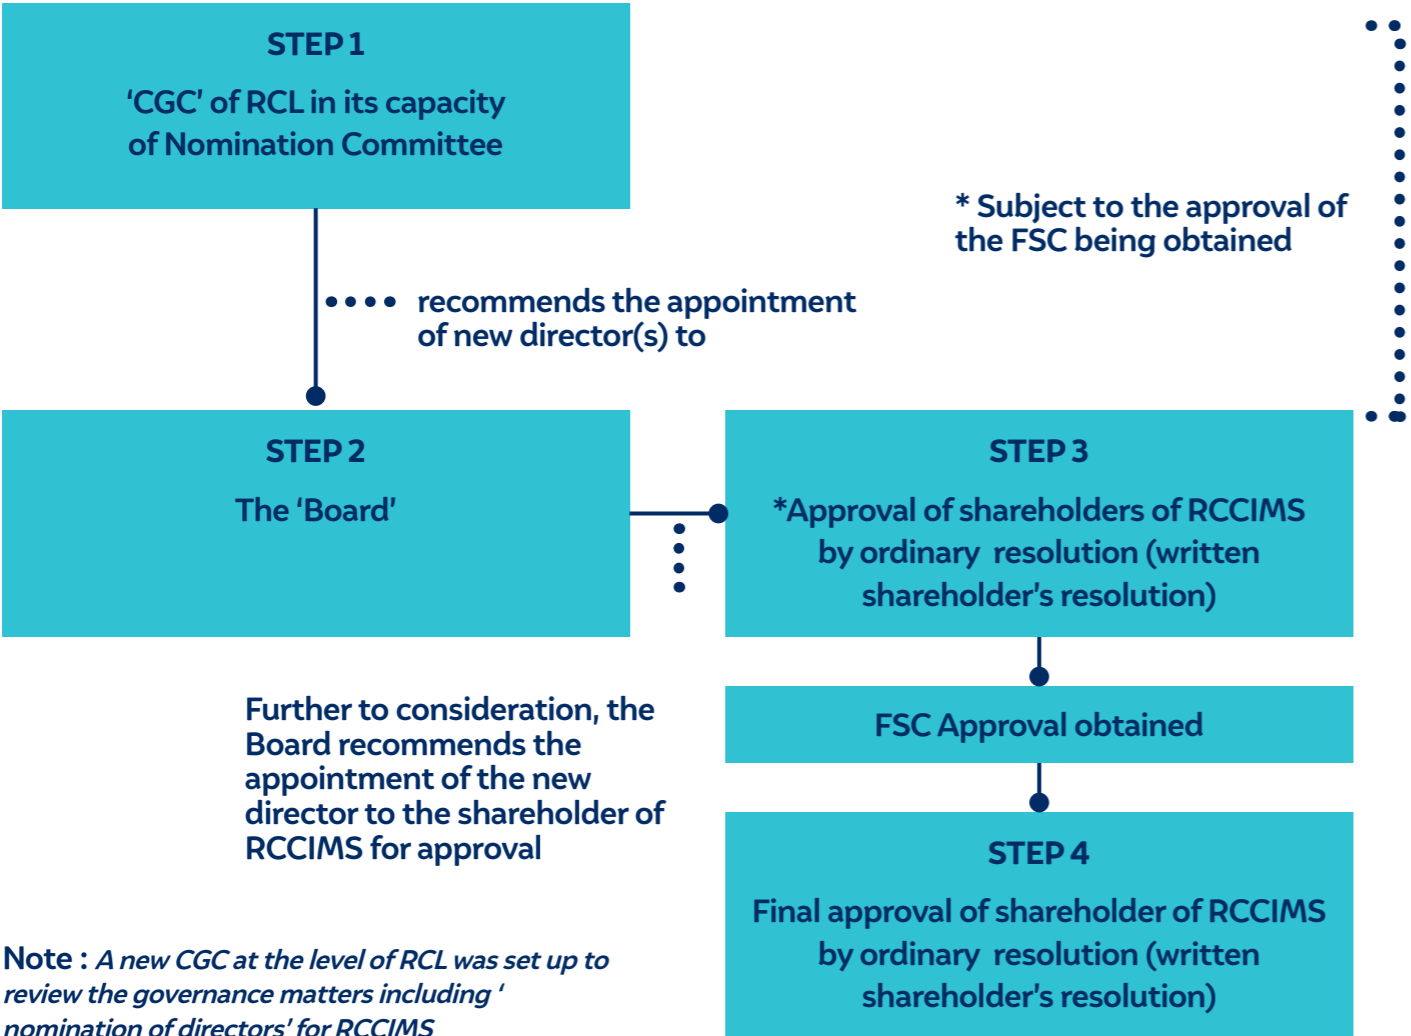 STEP 1
‘CGC’ of RCL in its capacity
of Nomination Committee
* Subject to the approval of
the FSC being obtained
recommends the appointment
of new director(s) to
STEP 2
The ‘Board’
STEP 3
*Approval of shareholders of RCCIMS
by ordinary resolution (written
shareholder's resolution)
Further to consideration, the
Board recommends the
appointment of the new
director to the shareholder of
RCCIMS for approval
FSC Approval obtained
STEP 4
Final approval of shareholder of RCCIMS
by ordinary resolution (written
shareholder's resolution)
Note : A new CGC at the level of RCL was set up to
review the governance matters including ‘
nomination of directors' for RCCIMS